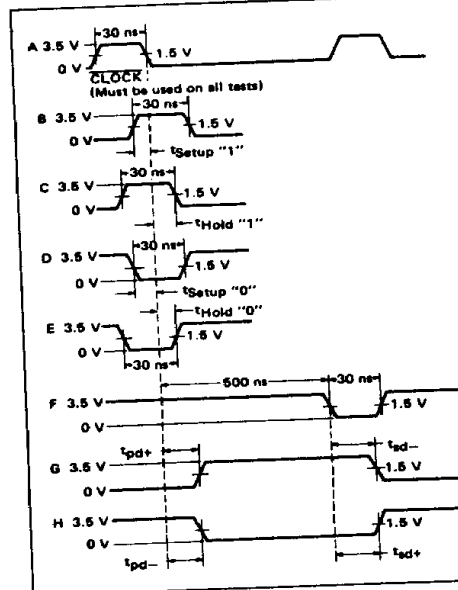 30 ns
A 3.5 V
1.5 V
0 V
CLOCK
(Must be used on all tests)
30 ns
B 3.5 V
1.5 V
0 V
tSetup "1"
30 ns
C 3.5 V
1.5 V
0 V
tHold "1"
D 3.5 V
30 ns
1.5 V
0 V
tSetup "0"
tHold "0"
E 3.5 V
1.5 V
0 V
30 ns
500 ns
30 ns
F 3.5 V
1.5 V
0 V
tpd+
tsd−
G 3.5 V
1.5 V
0 V
H 3.5 V
1.5 V
0 V
tpd−
tsd+